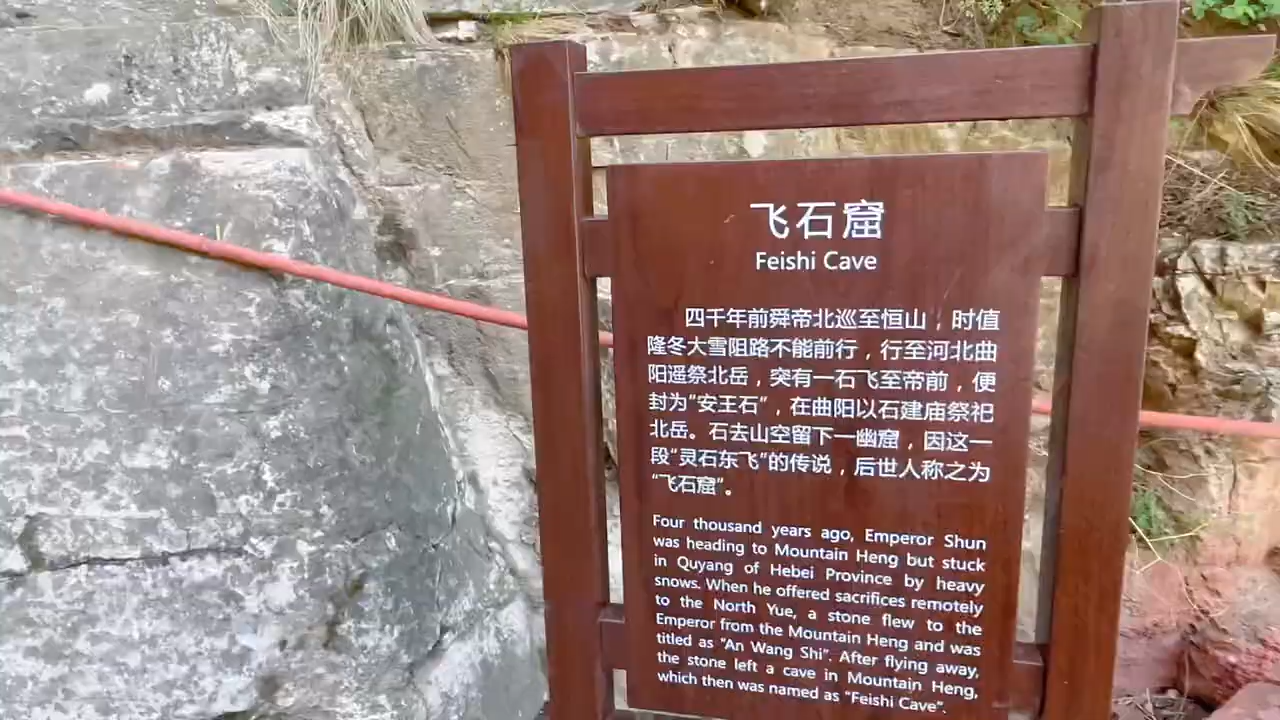 飞石窟
Feishi Cave
四千年前舜帝北巡至恒山，时值
隆冬大雪阻路不能前行，行至河北曲
阳遥祭北岳，突有一石飞至帝前，便
封为“安王石”，在曲阳以石建庙祭祀
北岳。石去山空留下一幽窟，因这一
段“灵石东飞”的传说，后世人称之为
“飞石窟”。
Four thousand years ago, Emperor Shun
was heading to Mountain Heng but stuck
in Quyang of Hebei Province by heavy
snows. When he offered sacrifices remotely
to the North Yue, a stone flew to the
Emperor from the Mountain Heng and was
titled as “An Wang Shi”. After flying away,
the stone left a cave in Mountain Heng,
which then was named as “Feishi Cave”.